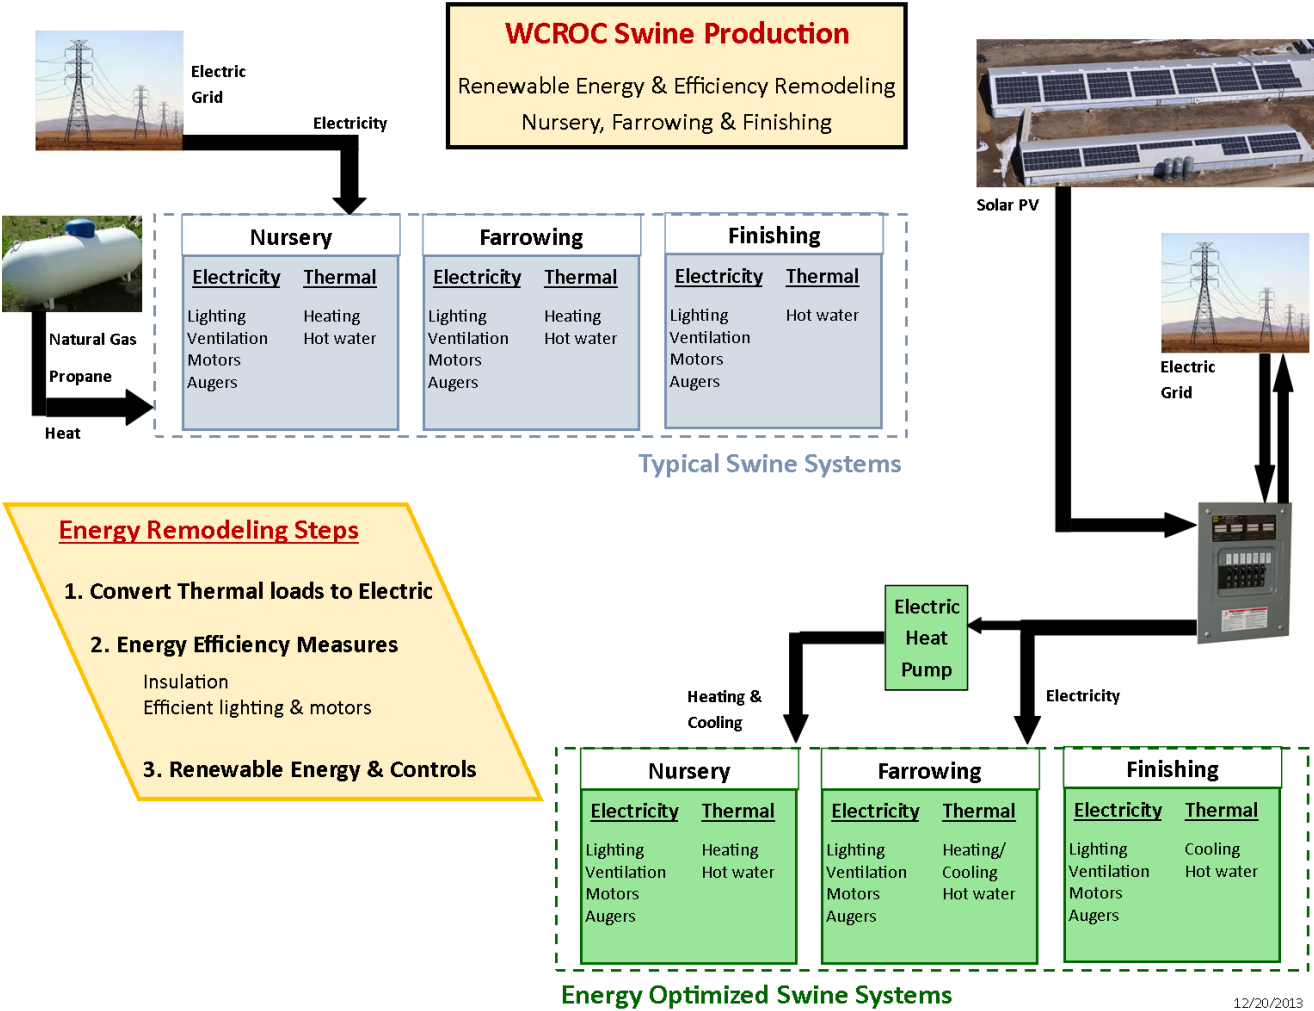 WCROC Swine Production
Renewable Energy & Efficiency Remodeling
Nursery, Farrowing & Finishing
Electric
Grid
Electricity
Natural Gas
Propane
Heat
Nursery
Electricity Thermal
Lighting Heating
Ventilation Hot water
Motors
Augers
Farrowing
Electricity Thermal
Lighting Heating
Ventilation Hot water
Motors
Augers
Finishing
Electricity Thermal
Lighting Hot water
Ventilation
Motors
Augers
Typical Swine Systems
Solar PV
Electric
Grid
Energy Remodeling Steps
1. Convert Thermal loads to Electric
2. Energy Efficiency Measures
Insulation
Efficient lighting & motors
3. Renewable Energy & Controls
Electric
Heat
Pump
Heating &
Cooling
Electricity
Nursery
Electricity Thermal
Lighting Heating
Ventilation Hot water
Motors
Augers
Farrowing
Electricity Thermal
Lighting Heating/
Ventilation Cooling
Motors Hot water
Augers
Finishing
Electricity Thermal
Lighting Cooling
Ventilation Hot water
Motors
Augers
Energy Optimized Swine Systems
12/20/2013